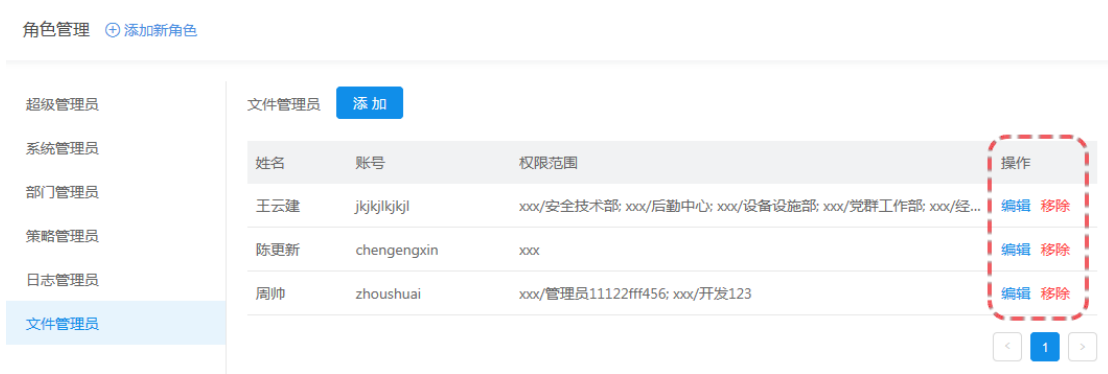 角色管理 添加新角色
超级管理员
系统管理员
部门管理员
策略管理员
日志管理员
文件管理员
文件管理员 添加
姓名 账号 权限范围 操作
王云建 jkjkjlkjkjl xxx/安全技术部; xxx/后勤中心; xxx/设备设施部; xxx/党群工作部; xxx/经... 编辑 移除
陈更新 chengengxin xxx 编辑 移除
周帅 zhoushuai xxx/管理员11122fff456; xxx/开发123 编辑 移除
< 1 >